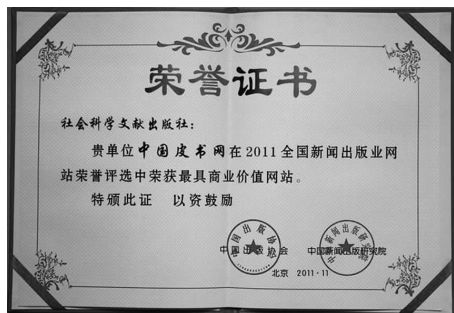 荣誉证书
社会科学文献出版社：
贵单位中国皮书网在2011全国新闻出版业网
站荣誉评选中荣获最具商业价值网站。
特颁此证 以资鼓励
中国出版协会 中国新闻出版研究院
北京 2011·11